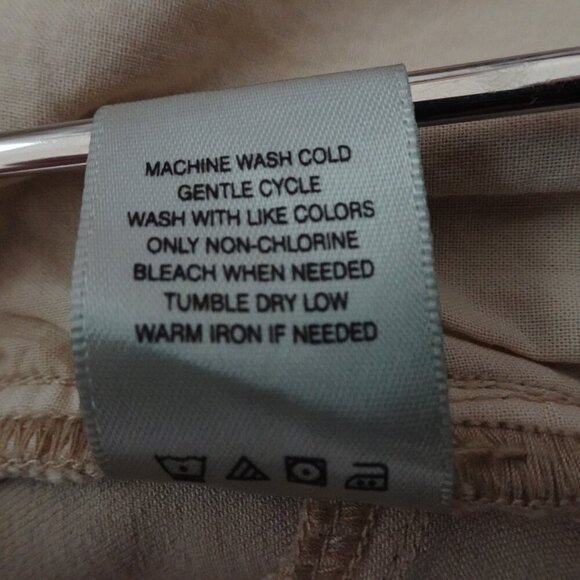 MACHINE WASH COLD
GENTLE CYCLE
WASH WITH LIKE COLORS
ONLY NON-CHLORINE
BLEACH WHEN NEEDED
TUMBLE DRY LOW
WARM IRON IF NEEDED